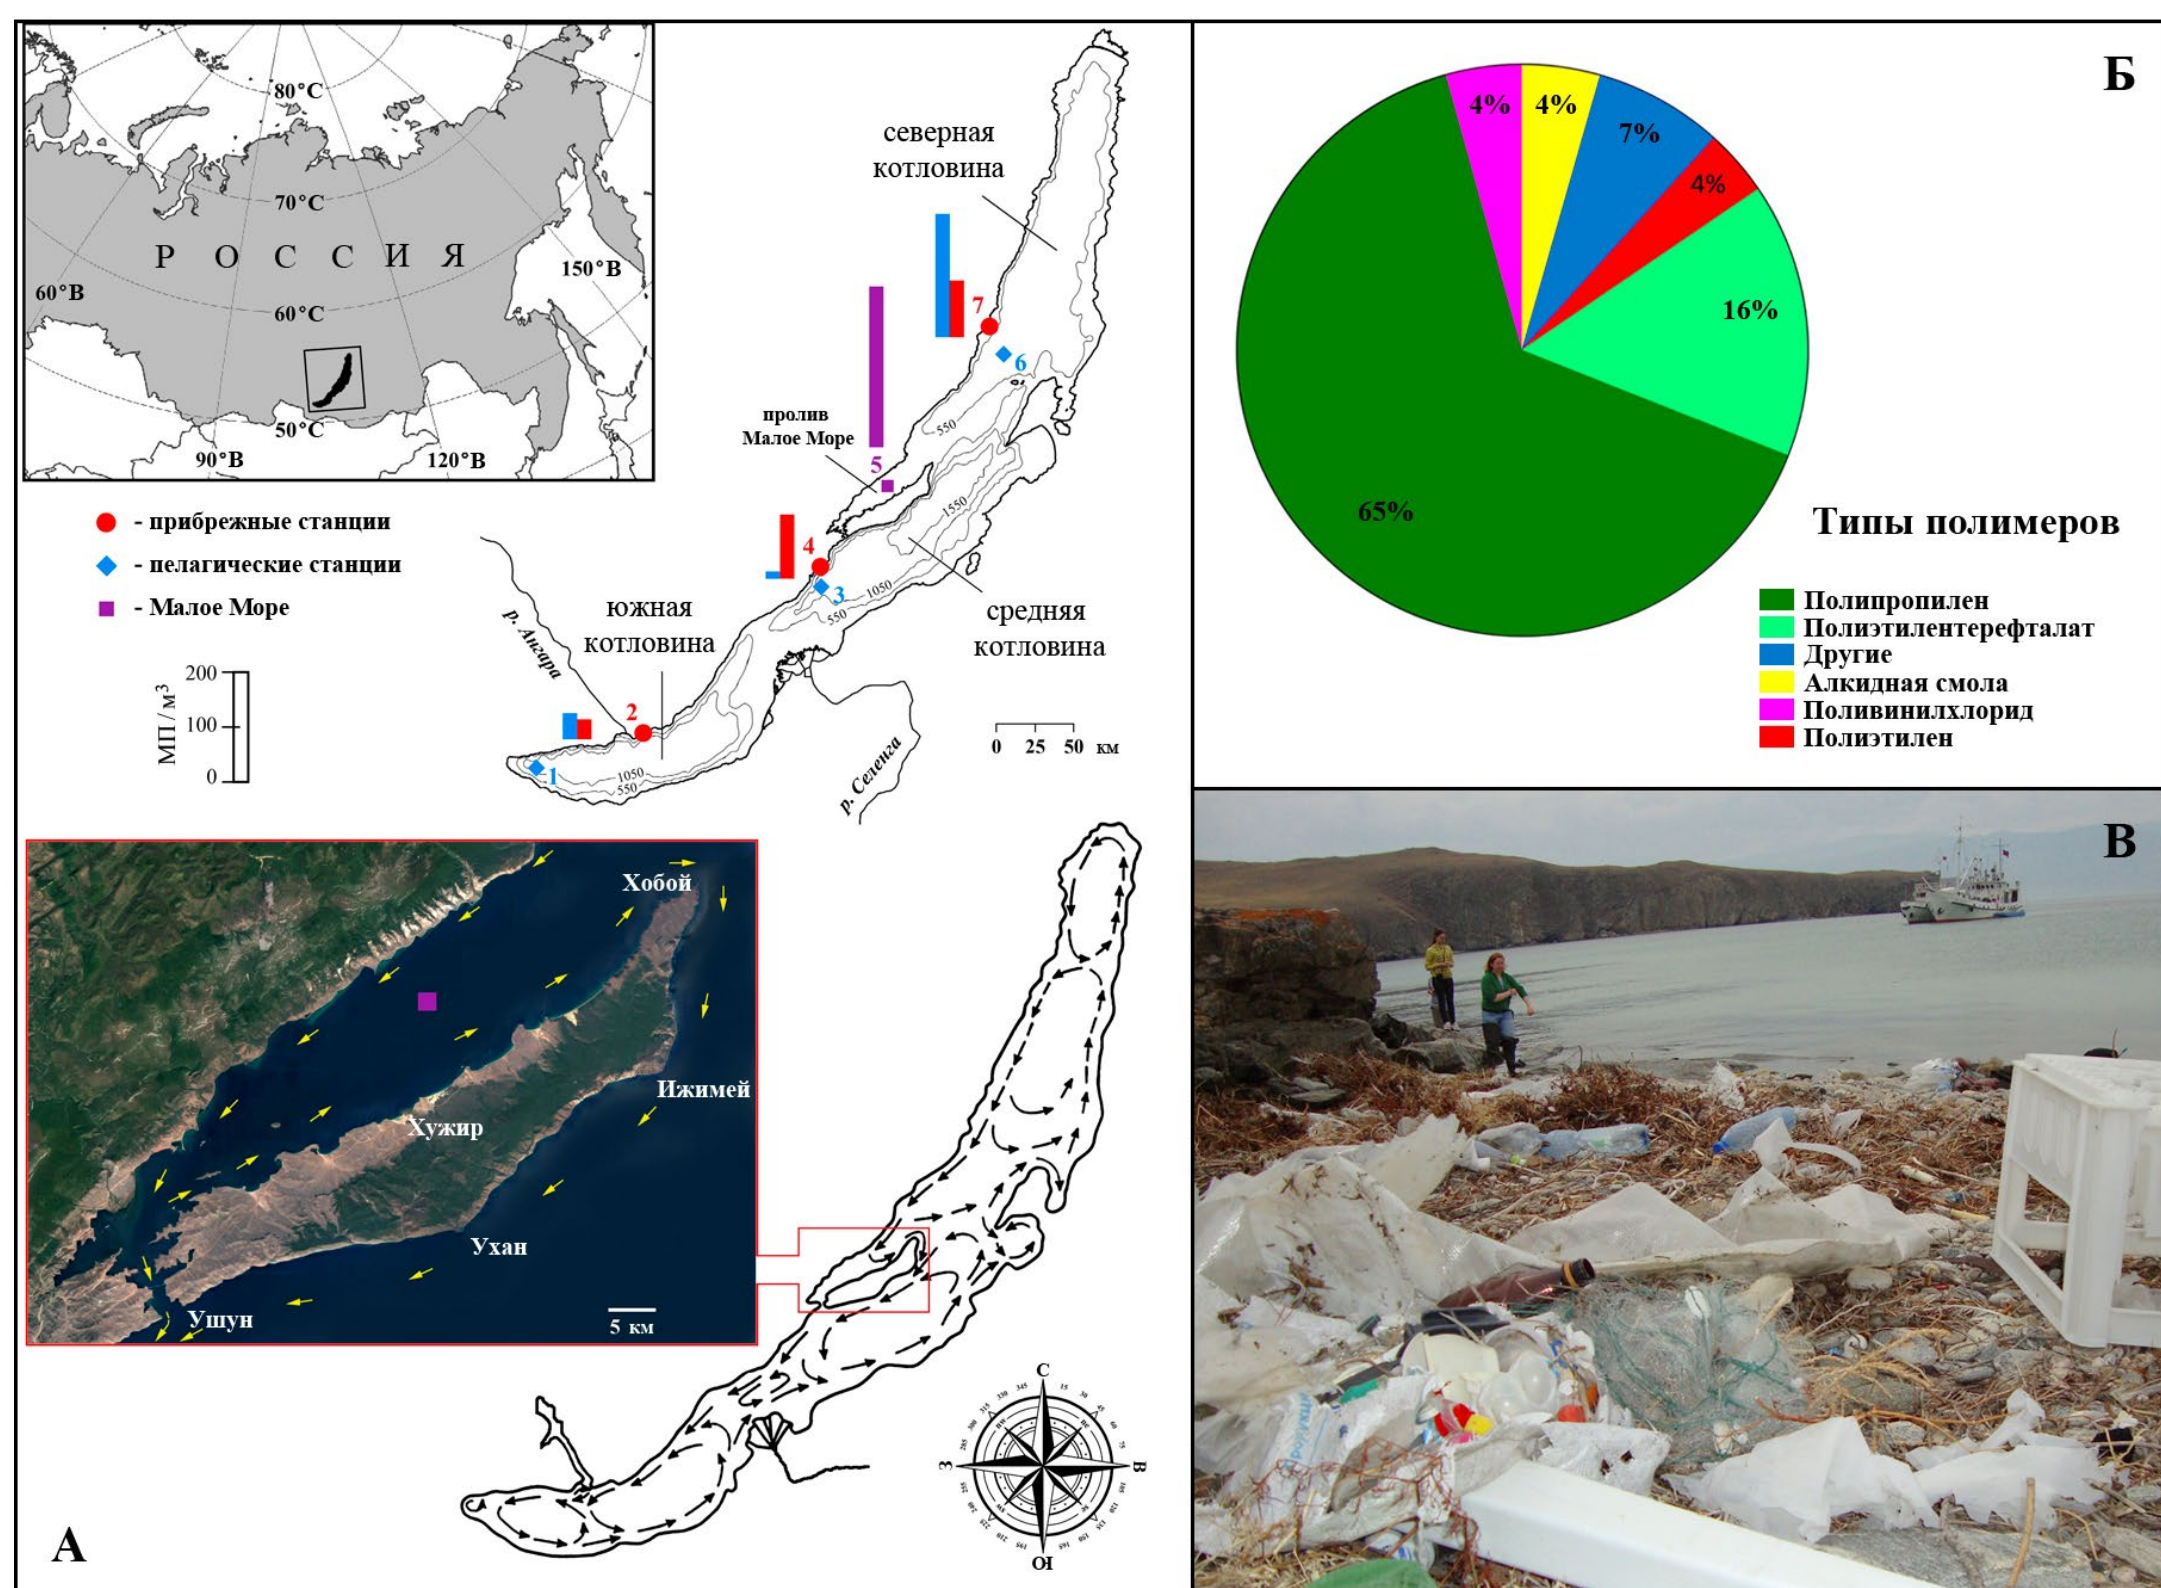 80°С
70°С
РОССИЯ
150°В
60°В
60°С
50°С
90°В
120°В
северная
котловина
7
6
пролив
Малое Море
550
5
1550
- прибрежные станции
- пелагические станции
- Малое Море
4
3
1050
550
р. Ангара
южная
котловина
средняя
котловина
МП / м³
200
100
0
2
1
1050
550
0 25 50 км
р. Селенга
Хобой
Ижимей
Хужир
Ухан
Ушун
5 км
С
З
В
Ю
А
Б
4%
4%
7%
4%
16%
65%
Типы полимеров
Полипропилен
Полиэтилентерефталат
Другие
Алкидная смола
Поливинилхлорид
Полиэтилен
В